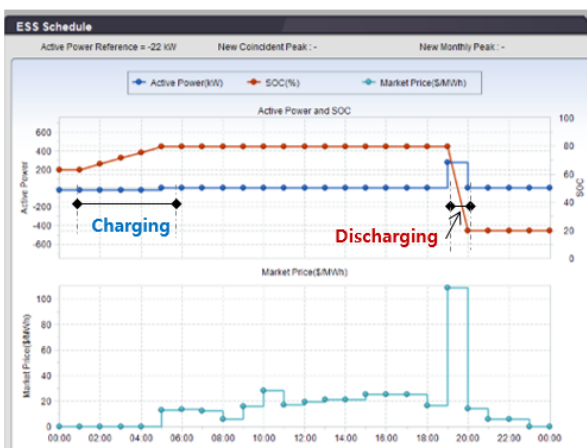 ESS Schedule
Active Power Reference = -22 kW New Coincident Peak : - New Monthly Peak : -
Active Power(kW) SOC(%) Market Price($/MWh)
Active Power and SOC
Active Power
600
400
200
-200
-400
-600
100
80
60
40
20
0
SOC
Charging
Discharging
Market Price($/MWh)
Market Price($/MWh)
100
80
60
40
20
0
00:00 02:00 04:00 06:00 08:00 10:00 12:00 14:00 16:00 18:00 20:00 22:00 00:00